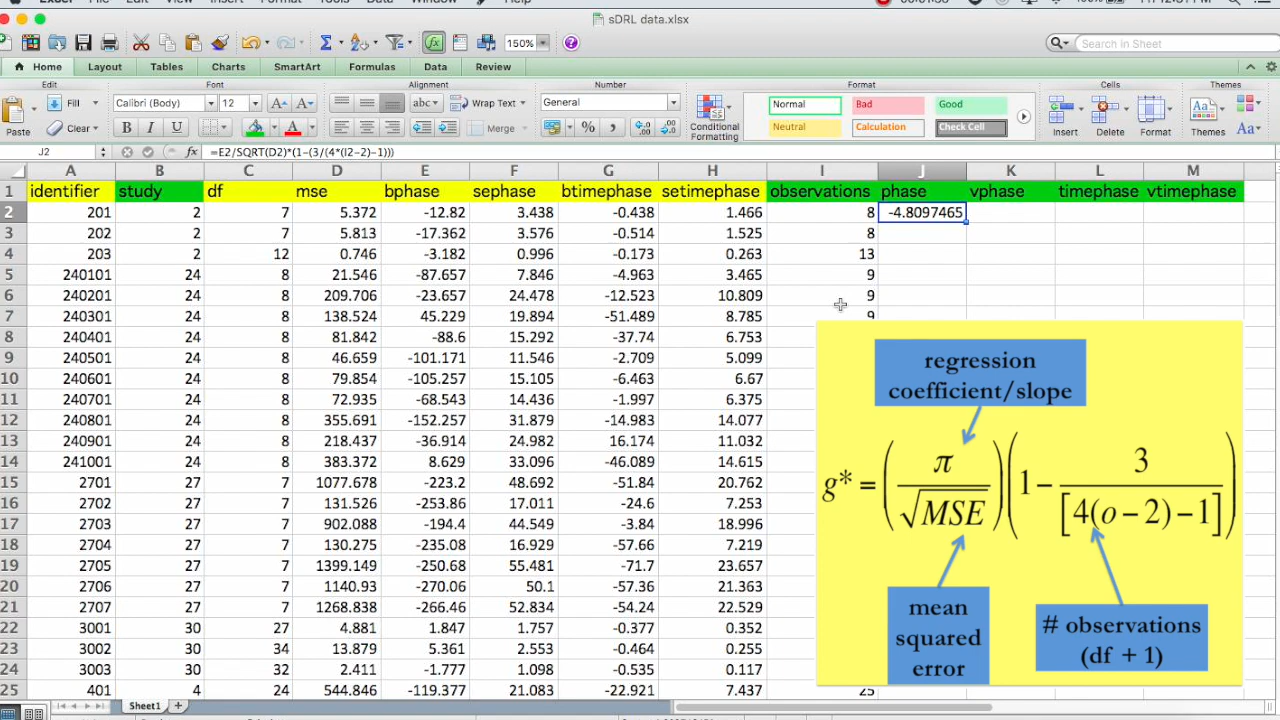 sDRL data.xlsx
150%
Search in Sheet
Home Layout Tables Charts SmartArt Formulas Data Review
Edit Font Alignment Number Format Cells Themes
Paste Fill Clear
Calibri (Body) 12 A A
B I U A
abc Wrap Text
Merge
General
%
Conditional
Formatting
Normal Bad Good
Neutral Calculation Check Cell
Insert Delete Format Themes Aa
J2 fx =E2/SQRT(D2)*(1-(3/(4*(I2-2)-1)))
A B C D E F G H I J K L M
1 identifier study df mse bphase sephase btimephase setimephase observations phase vphase timephase vtimephase
2 201 2 7 5.372 -12.82 3.438 -0.438 1.466 8 -4.8097465
3 202 2 7 5.813 -17.362 3.576 -0.514 1.525 8
4 203 2 12 0.746 -3.182 0.996 -0.173 0.263 13
5 240101 24 8 21.546 -87.657 7.846 -4.963 3.465 9
6 240201 24 8 209.706 -23.657 24.478 -12.523 10.809 9
7 240301 24 8 138.524 45.229 19.894 -51.489 8.785 9
8 240401 24 8 81.842 -88.6 15.292 -37.74 6.753
9 240501 24 8 46.659 -101.171 11.546 -2.709 5.099
10 240601 24 8 79.854 -105.257 15.105 -6.463 6.67
11 240701 24 8 72.935 -68.543 14.436 -1.997 6.375
12 240801 24 8 355.691 -152.257 31.879 -14.983 14.077
13 240901 24 8 218.437 -36.914 24.982 16.174 11.032
14 241001 24 8 383.372 8.629 33.096 -46.089 14.615
15 2701 27 7 1077.678 -223.2 48.692 -51.84 20.762
16 2702 27 7 131.526 -253.86 17.011 -24.6 7.253
17 2703 27 7 902.088 -194.4 44.549 -3.84 18.996
18 2704 27 7 130.275 -235.08 16.929 -57.66 7.219
19 2705 27 7 1399.149 -250.68 55.481 -71.7 23.657
20 2706 27 7 1140.93 -270.06 50.1 -57.36 21.363
21 2707 27 7 1268.838 -266.46 52.834 -54.24 22.529
22 3001 30 27 4.881 1.847 1.757 -0.377 0.352
23 3002 30 34 13.879 5.361 2.553 -0.464 0.255
24 3003 30 32 2.411 -1.777 1.098 -0.535 0.117
25 401 4 24 544.846 -119.377 21.083 -22.921 7.437 25
regression
coefficient/slope
g* = (π/√MSE)(1 − 3/[4(o − 2) − 1])
mean
squared
error
# observations
(df + 1)
Sheet1